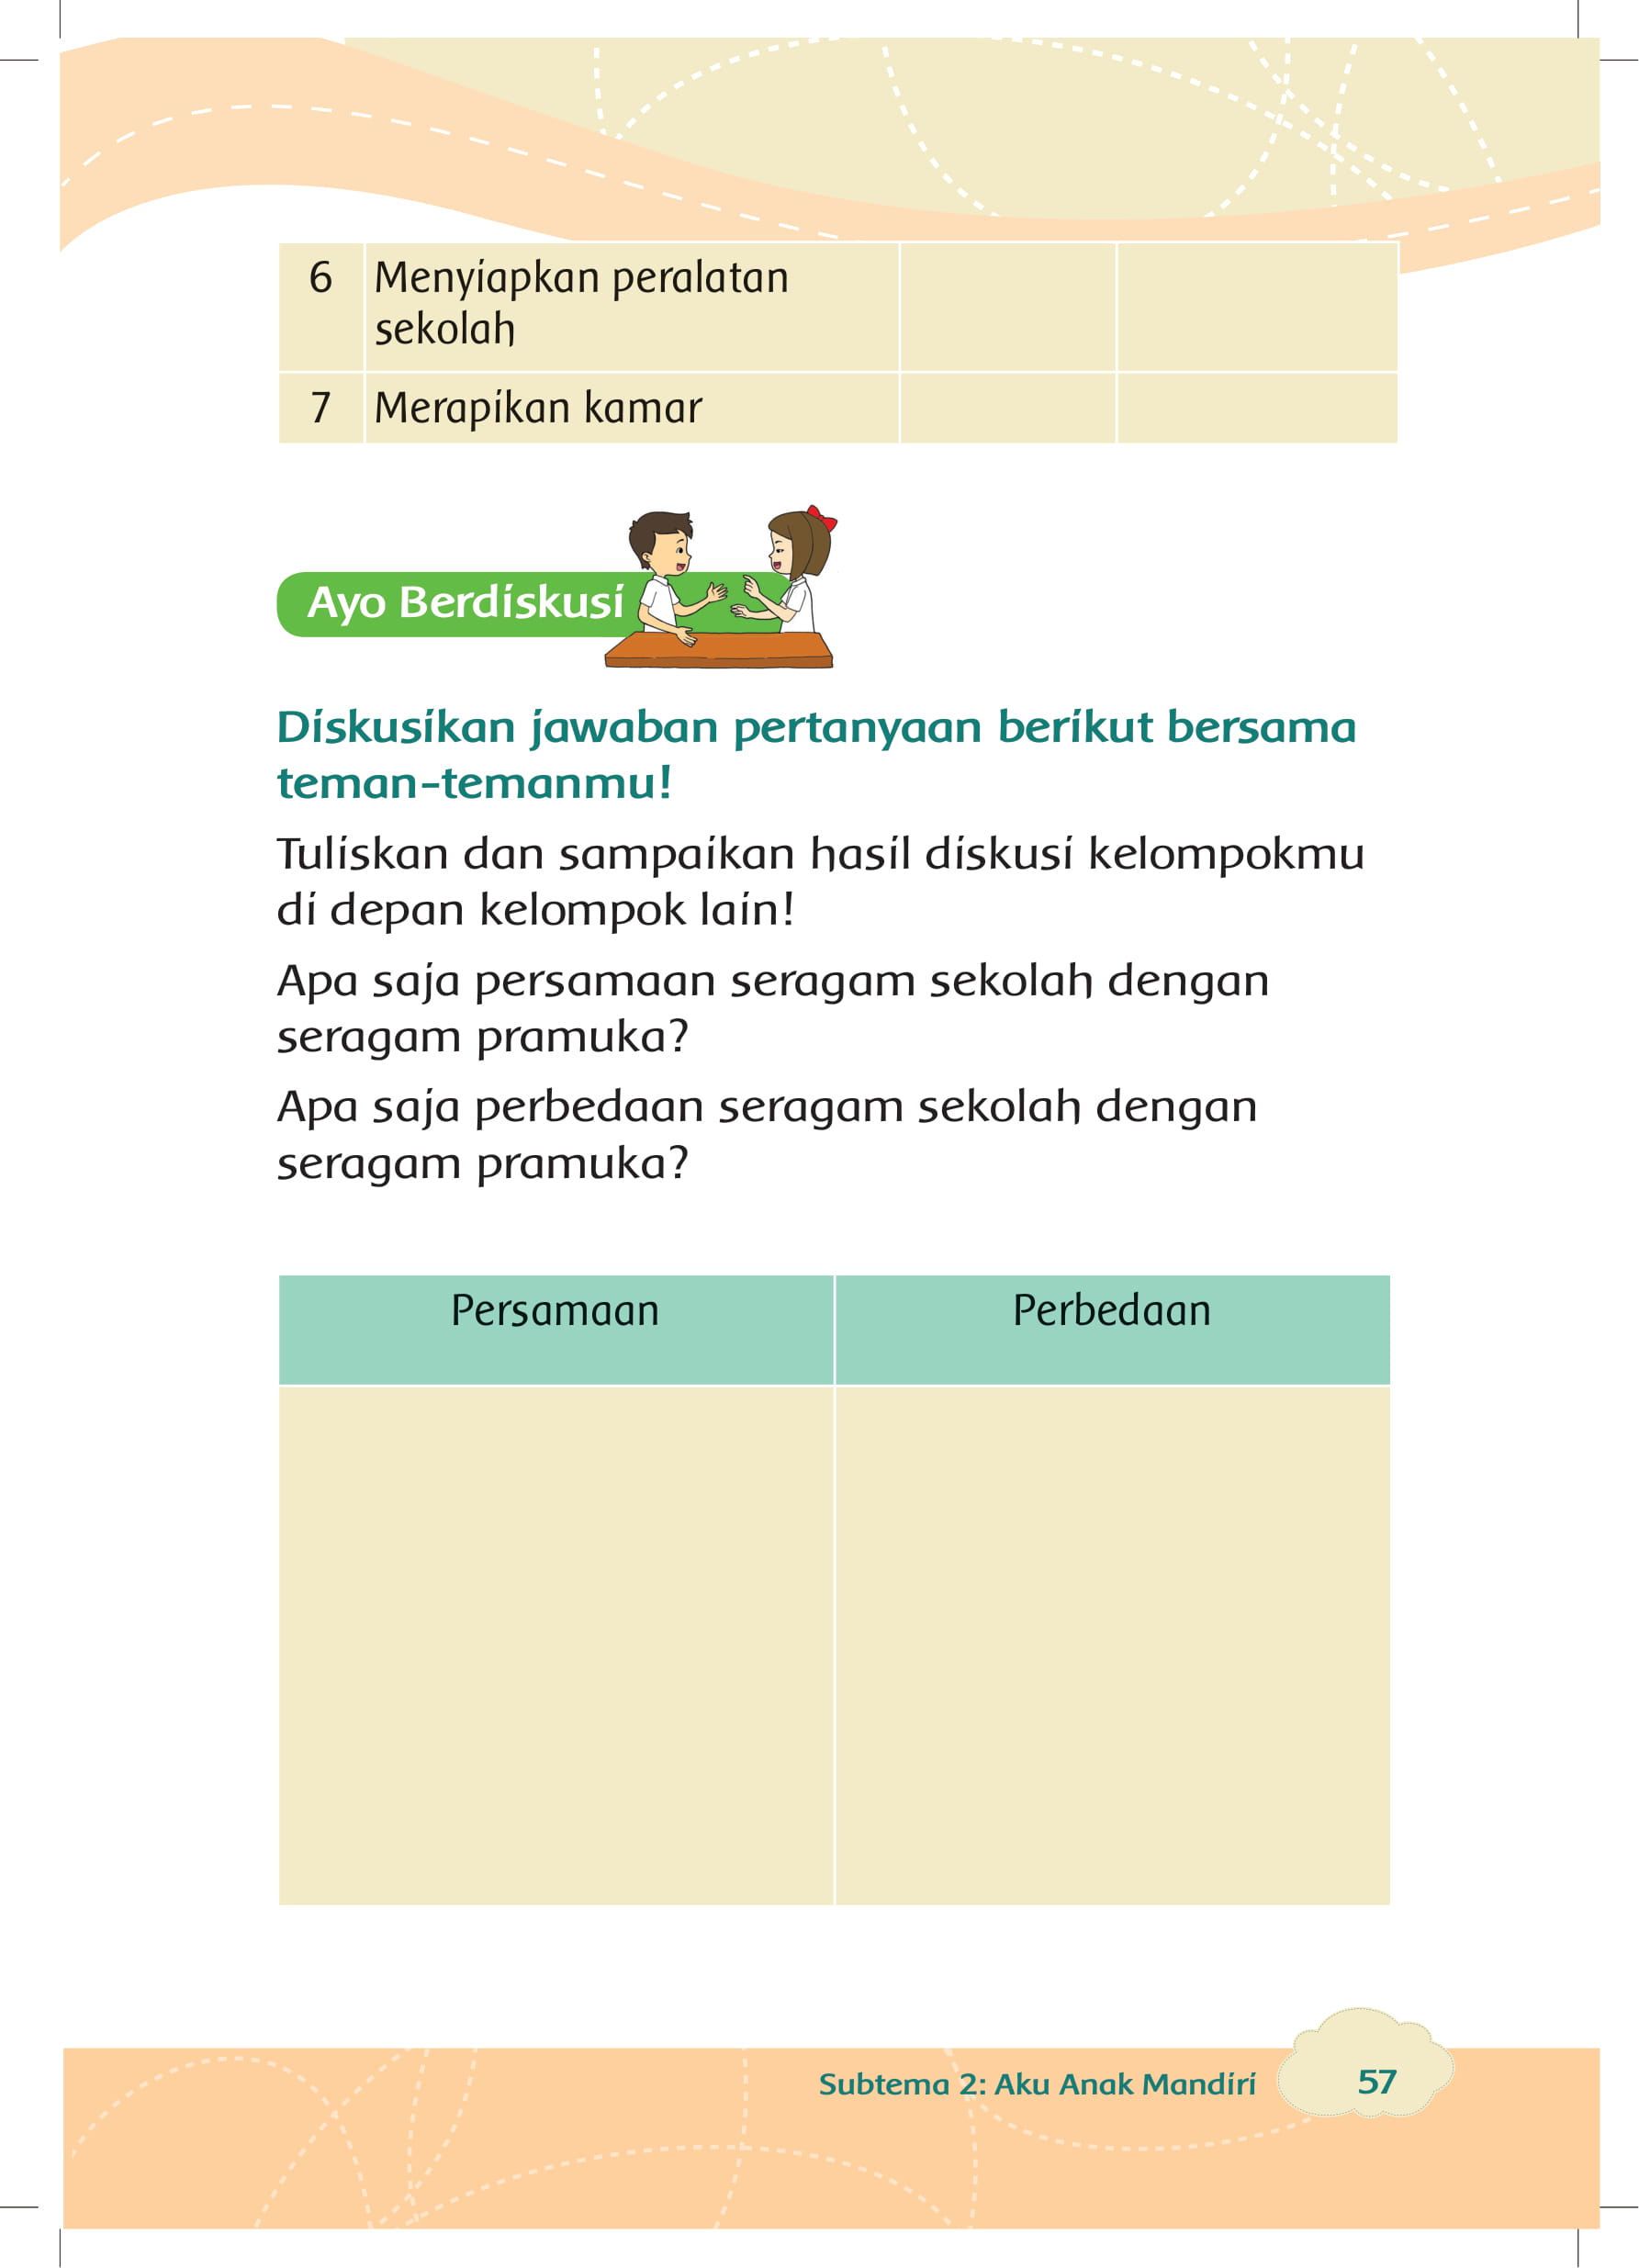 6 Menyiapkan peralatan
sekolah
7 Merapikan kamar
Ayo Berdiskusi
Diskusikan jawaban pertanyaan berikut bersama
teman-temanmu!
Tuliskan dan sampaikan hasil diskusi kelompokmu
di depan kelompok lain!
Apa saja persamaan seragam sekolah dengan
seragam pramuka?
Apa saja perbedaan seragam sekolah dengan
seragam pramuka?
Persamaan Perbedaan
Subtema 2: Aku Anak Mandiri 57